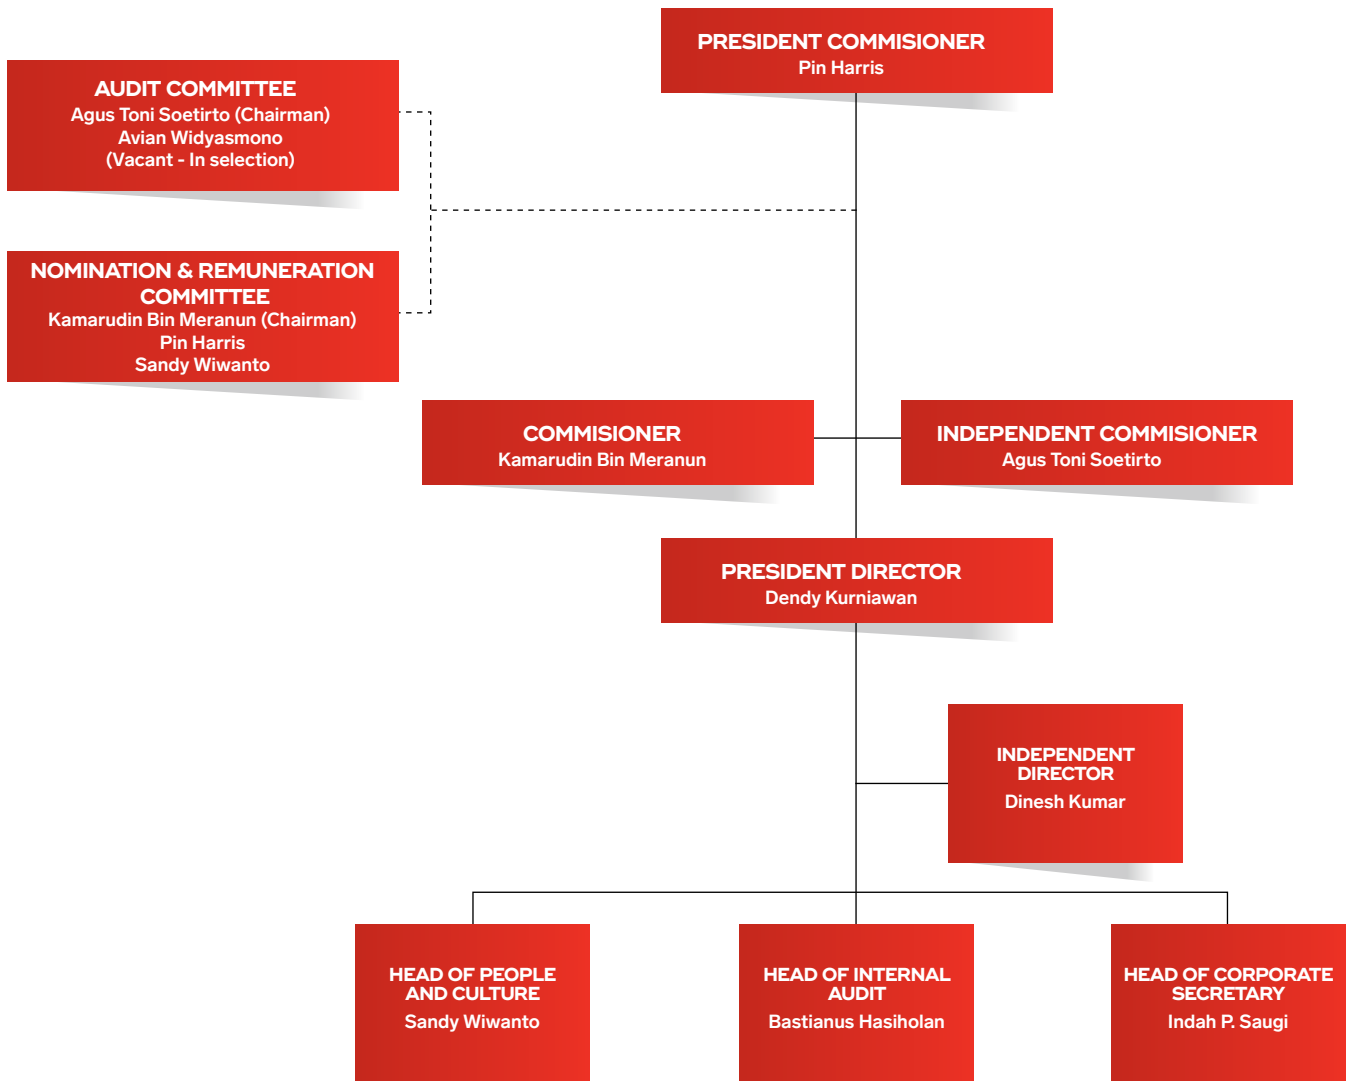 PRESIDENT COMMISIONER
Pin Harris
AUDIT COMMITTEE
Agus Toni Soetirto (Chairman)
Avian Widyasmono
(Vacant - In selection)
NOMINATION & REMUNERATION
COMMITTEE
Kamarudin Bin Meranun (Chairman)
Pin Harris
Sandy Wiwanto
COMMISIONER
Kamarudin Bin Meranun
INDEPENDENT COMMISIONER
Agus Toni Soetirto
PRESIDENT DIRECTOR
Dendy Kurniawan
INDEPENDENT
DIRECTOR
Dinesh Kumar
HEAD OF PEOPLE
AND CULTURE
Sandy Wiwanto
HEAD OF INTERNAL
AUDIT
Bastianus Hasiholan
HEAD OF CORPORATE
SECRETARY
Indah P. Saugi